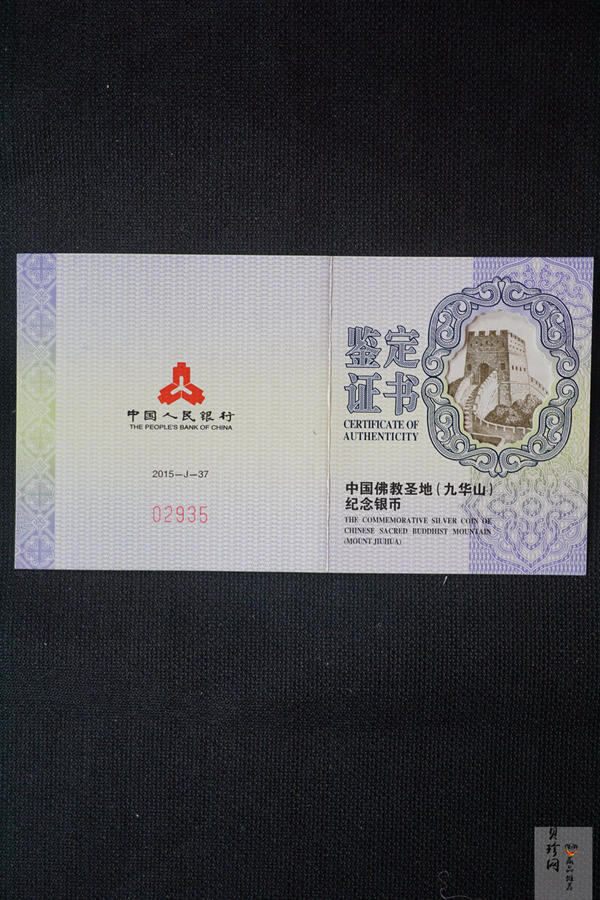 中国人民银行
THE PEOPLE'S BANK OF CHINA
2015-J-37
02935
鉴定
证书
CERTIFICATE OF
AUTHENTICITY
中国佛教圣地(九华山)
纪念银币
THE COMMEMORATIVE SILVER COIN OF
CHINESE SACRED BUDDHIST MOUNTAIN
(MOUNT JIUHUA)
贝珍网